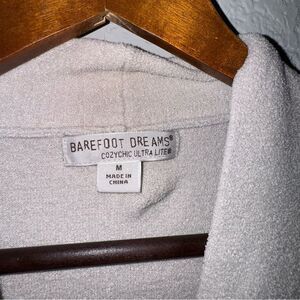 BAREFOOT DREAMS®
COZYCHIC ULTRA LITE®
M
MADE IN
CHINA